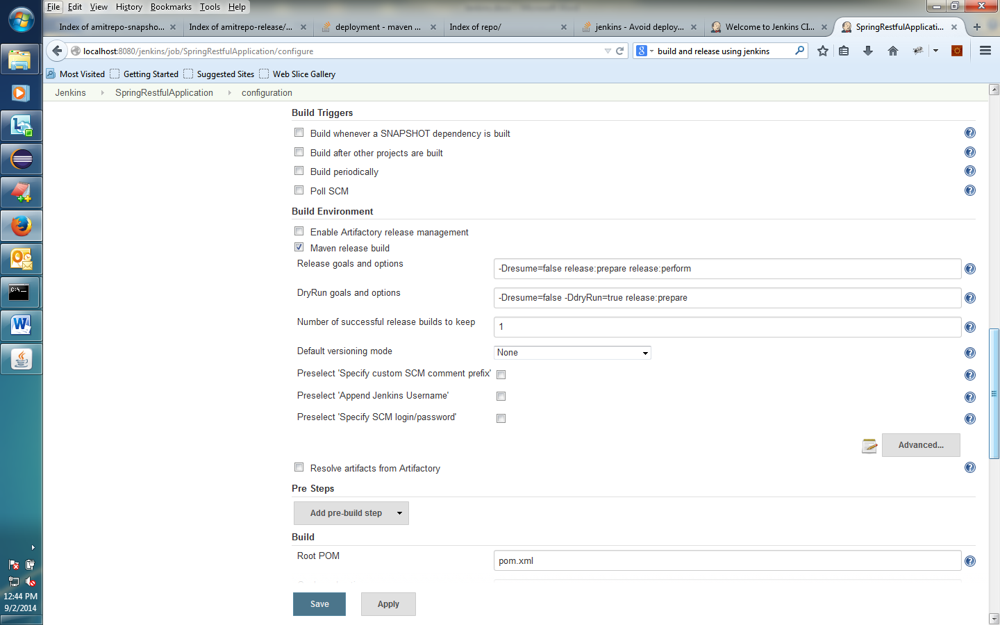 File Edit View History Bookmarks Tools Help
Index of amitrepo-snapsho...
Index of amitrepo-release/...
deployment - maven ...
Index of repo/
jenkins - Avoid deploy...
Welcome to Jenkins CI...
SpringRestfulApplicati...
localhost:8080/jenkins/job/SpringRestfulApplication/configure
build and release using jenkins
Most Visited Getting Started Suggested Sites Web Slice Gallery
Jenkins SpringRestfulApplication configuration
Build Triggers
Build whenever a SNAPSHOT dependency is built
Build after other projects are built
Build periodically
Poll SCM
Build Environment
Enable Artifactory release management
Maven release build
Release goals and options -Dresume=false release:prepare release:perform
DryRun goals and options -Dresume=false -DdryRun=true release:prepare
Number of successful release builds to keep 1
Default versioning mode None
Preselect 'Specify custom SCM comment prefix'
Preselect 'Append Jenkins Username'
Preselect 'Specify SCM login/password'
Advanced...
Resolve artifacts from Artifactory
Pre Steps
Add pre-build step
Build
Root POM pom.xml
Save Apply
12:44 PM
9/2/2014